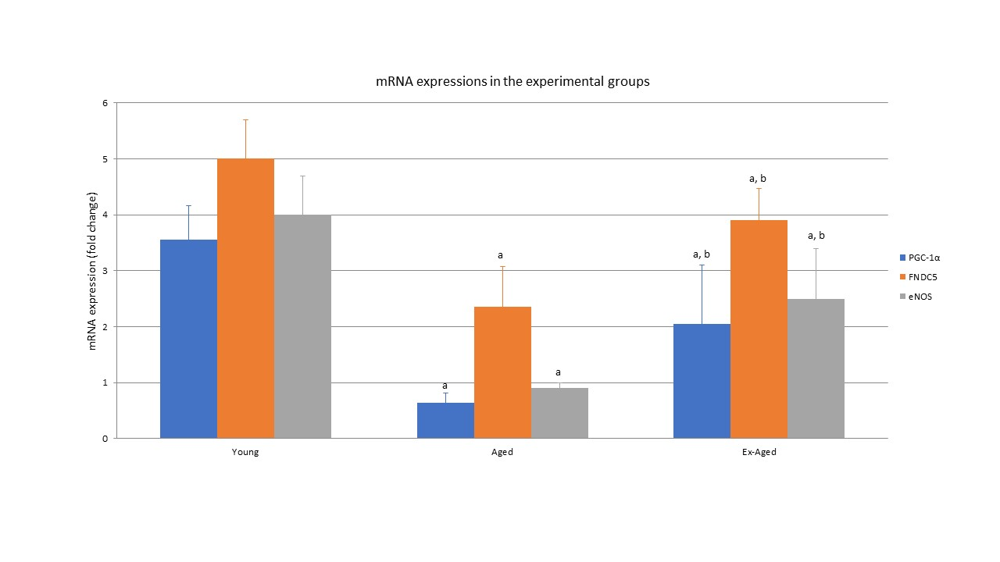 mRNA expressions in the experimental groups
6
5
4
3
2
1
0
mRNA expression (fold change)
a
a
a
a, b
a, b
a, b
Young
Aged
Ex-Aged
PGC-1α
FNDC5
eNOS